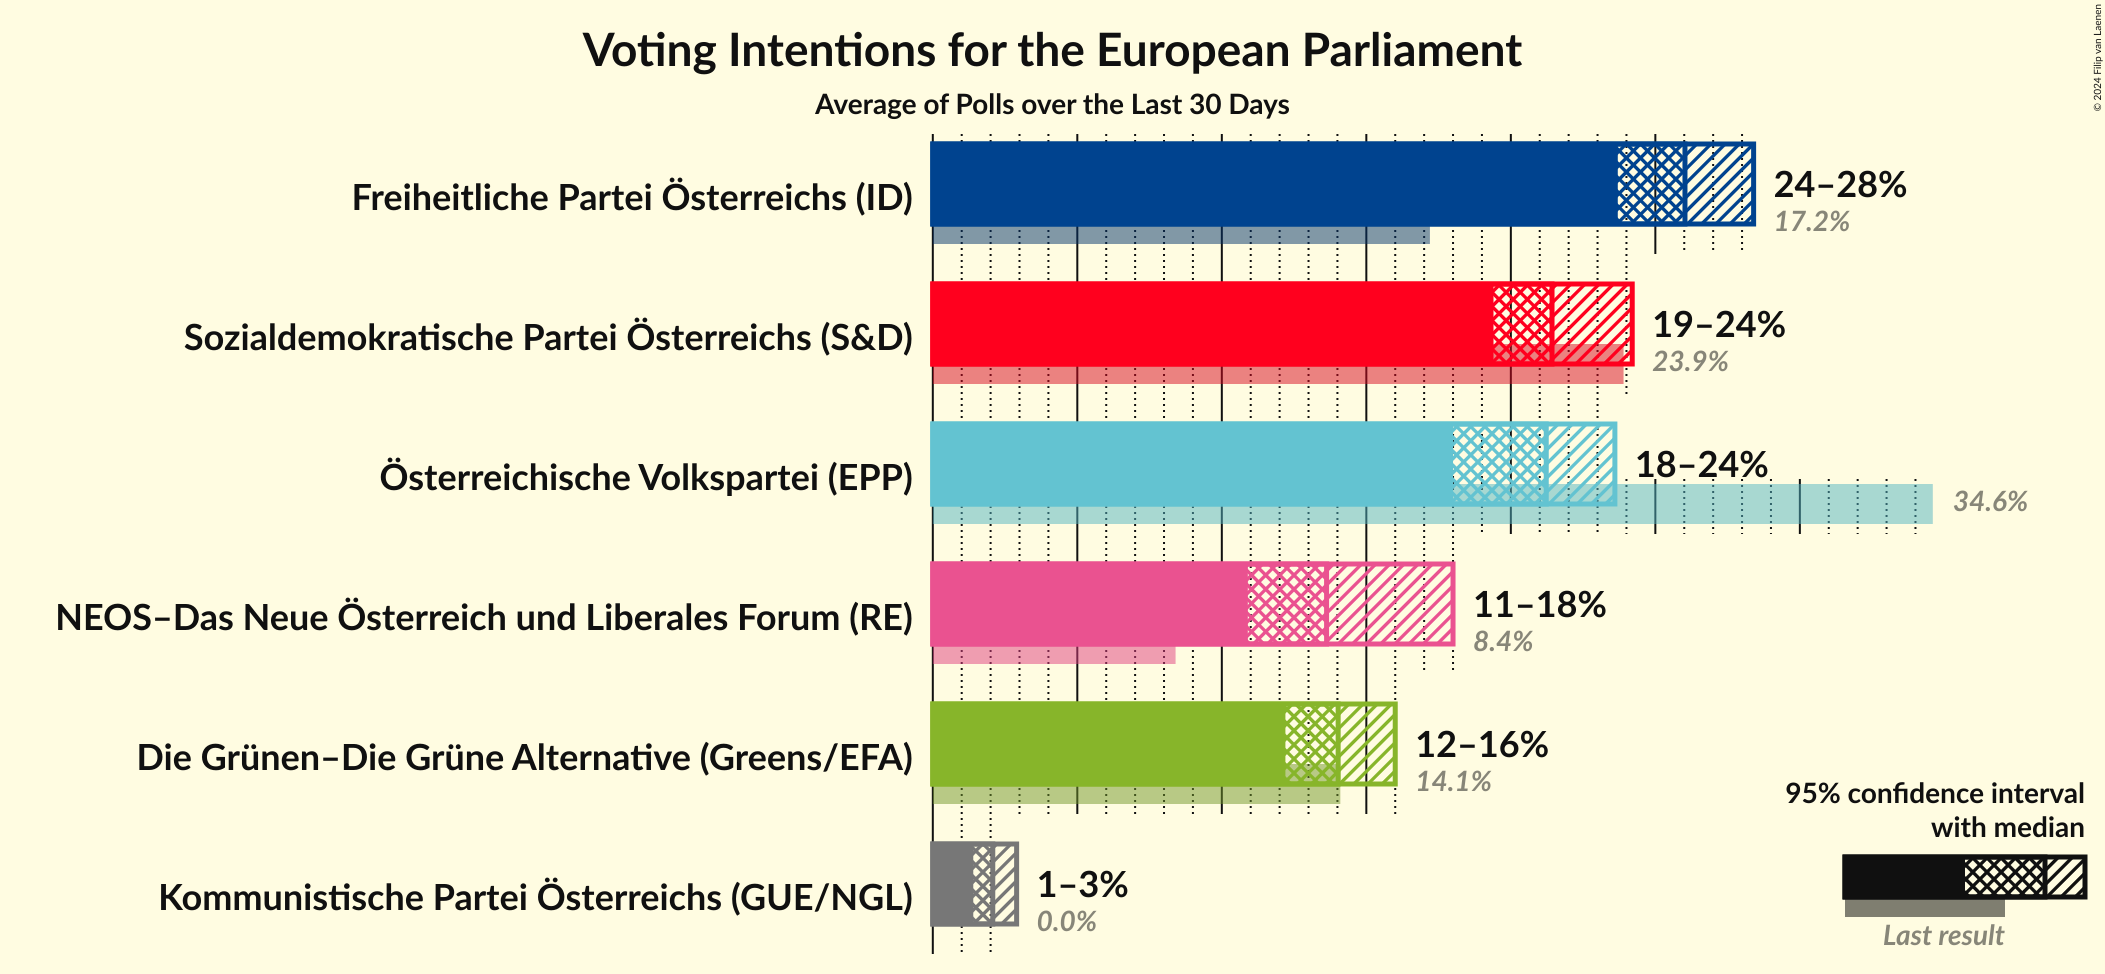 Voting Intentions for the European Parliament
Average of Polls over the Last 30 Days
© 2024 Filip van Laenen
Freiheitliche Partei Österreichs (ID)
24–28%
17.2%
Sozialdemokratische Partei Österreichs (S&D)
19–24%
23.9%
Österreichische Volkspartei (EPP)
18–24%
34.6%
NEOS–Das Neue Österreich und Liberales Forum (RE)
11–18%
8.4%
Die Grünen–Die Grüne Alternative (Greens/EFA)
12–16%
14.1%
Kommunistische Partei Österreichs (GUE/NGL)
1–3%
0.0%
95% confidence interval
with median
Last result